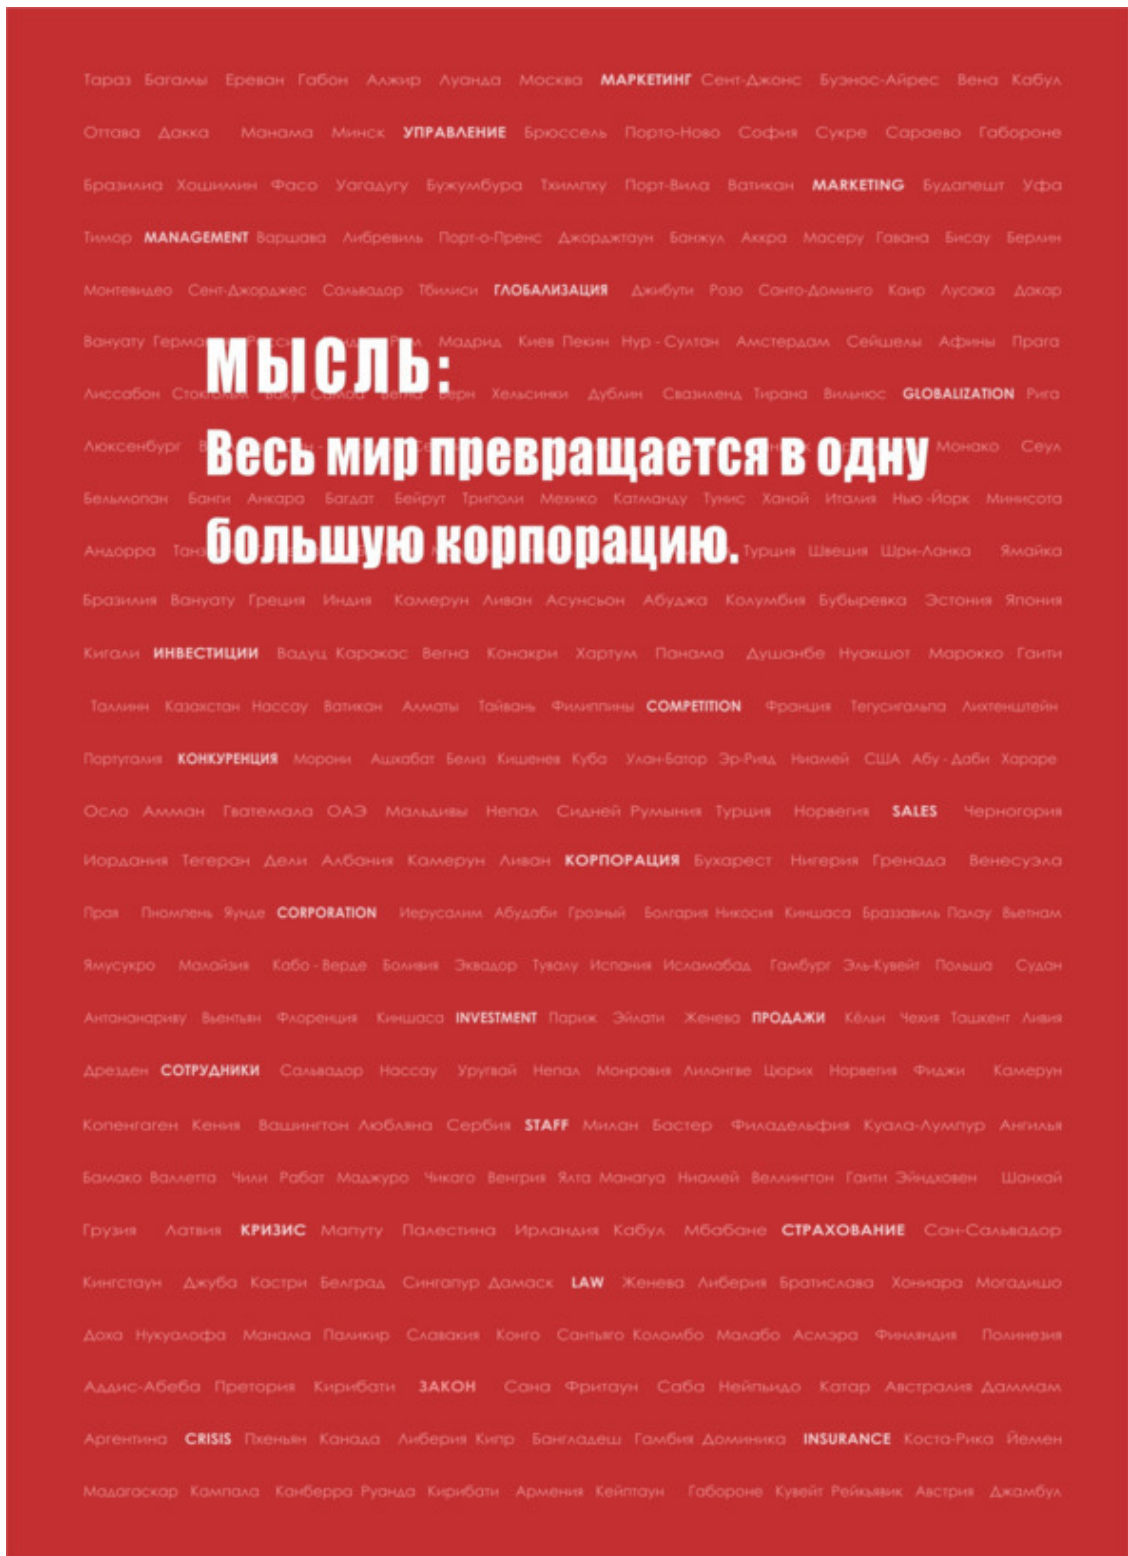 Тараз Багамы Ереван Габон Алжир Луанда Москва МАРКЕТИНГ Сент-Джонс Буэнос-Айрес Вена Кабул
Оттава Дакка Манама Минск УПРАВЛЕНИЕ Брюссель Порто-Ново София Сукре Сараево Габороне
Бразилиа Хошимин Фасо Уагадугу Бужумбура Тхимпху Порт-Вила Ватикан MARKETING Будапешт Уфа
Тимор MANAGEMENT Варшава Либревиль Порт-о-Пренс Джорджтаун Банжул Аккра Масеру Гавана Бисау Берлин
Монтевидео Сент-Джорджес Сальвадор Тбилиси ГЛОБАЛИЗАЦИЯ Джибути Розо Санто-Доминго Каир Лусака Дакар
Вануату Мадрид Киев Пекин Нур - Султан Амстердам Сейшелы Афины Прага
МЫСЛЬ:
Лиссабон Берн Хельсинки Дублин Свазиленд Тирана Вильнюс GLOBALIZATION Рига
Люксенбург Монако Сеул
Весь мир превращается в одну
Бельмопан Банги Анкара Багдат Бейрут Триполи Мехико Катманду Тунис Ханой Италия Нью -Йорк Минисота
Андорра Турция Швеция Шри-Ланка Ямайка
большую корпорацию.
Бразилия Вануату Греция Индия Камерун Ливан Асунсьон Абуджа Колумбия Бубыревка Эстония Япония
Кигали ИНВЕСТИЦИИ Вадуц Каракас Вегна Конакри Хартум Панама Душанбе Нуакшот Марокко Гаити
Таллинн Казахстан Нассау Ватикан Алматы Тайвань Филиппины COMPETITION Франция Тегусигальпа Лихтенштейн
Португалия КОНКУРЕНЦИЯ Морони Ашхабат Белиз Кишенев Куба Улан-Батор Эр-Рияд Ниамей США Абу - Даби Хараре
Осло Амман Гватемала ОАЭ Мальдивы Непал Сидней Румыния Турция Норвегия SALES Черногория
Иордания Тегеран Дели Албания Камерун Ливан КОРПОРАЦИЯ Бухарест Нигерия Гренада Венесуэла
Прая Пномпень Яунде CORPORATION Иерусалим Абудаби Грозный Болгария Никосия Киншаса Браззавиль Палау Вьетнам
Ямусукро Малайзия Кабо - Верде Боливия Эквадор Тувалу Испания Исламобад Гамбург Эль-Кувейт Польша Судан
Антананариву Вьентьян Флоренция Киншаса INVESTMENT Париж Эйлати Женева ПРОДАЖИ Кёльн Чехия Ташкент Ливия
Дрезден СОТРУДНИКИ Сальвадор Нассау Уругвай Непал Монровия Лилонгве Цюрих Норвегия Фиджи Камерун
Копенгаген Кения Вашингтон Любляна Сербия STAFF Милан Бастер Филадельфия Куала-Лумпур Ангилья
Бамако Валлетта Чили Рабат Маджуро Чикаго Венгрия Ялта Манагуа Ниамей Веллингтон Гаити Эйндховен Шанхай
Грузия Латвия КРИЗИС Мапуту Палестина Ирландия Кабул Мбабане СТРАХОВАНИЕ Сан-Сальвадор
Кингстаун Джуба Кастри Белград Сингапур Дамаск LAW Женева Либерия Братислава Хониара Могадишо
Доха Нукуалофа Манама Паликир Славакия Конго Сантьяго Коломбо Малабо Асмэра Финляндия Полинезия
Аддис-Абеба Претория Кирибати ЗАКОН Сана Фритаун Саба Нейпьидо Катар Австралия Даммам
Аргентина CRISIS Пхеньян Канада Либерия Кипр Бангладеш Гамбия Доминика INSURANCE Коста-Рика Йемен
Мадагаскар Кампала Канберра Руанда Кирибати Армения Кейптаун Габороне Кувейт Рейкьявик Австрия Джамбул